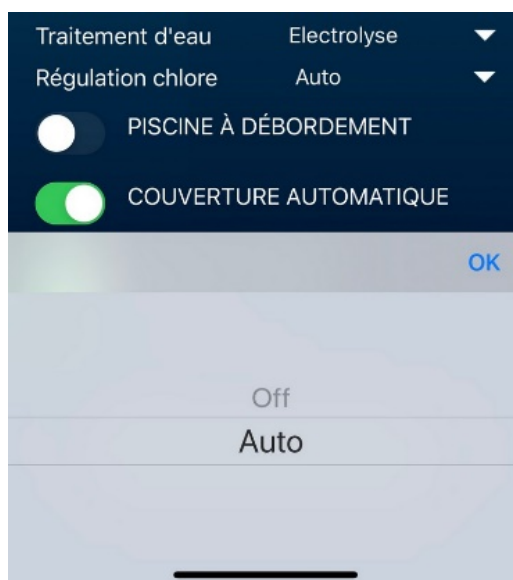 Traitement d'eau Electrolyse
Régulation chlore Auto
PISCINE À DÉBORDEMENT
COUVERTURE AUTOMATIQUE
OK
Off
Auto